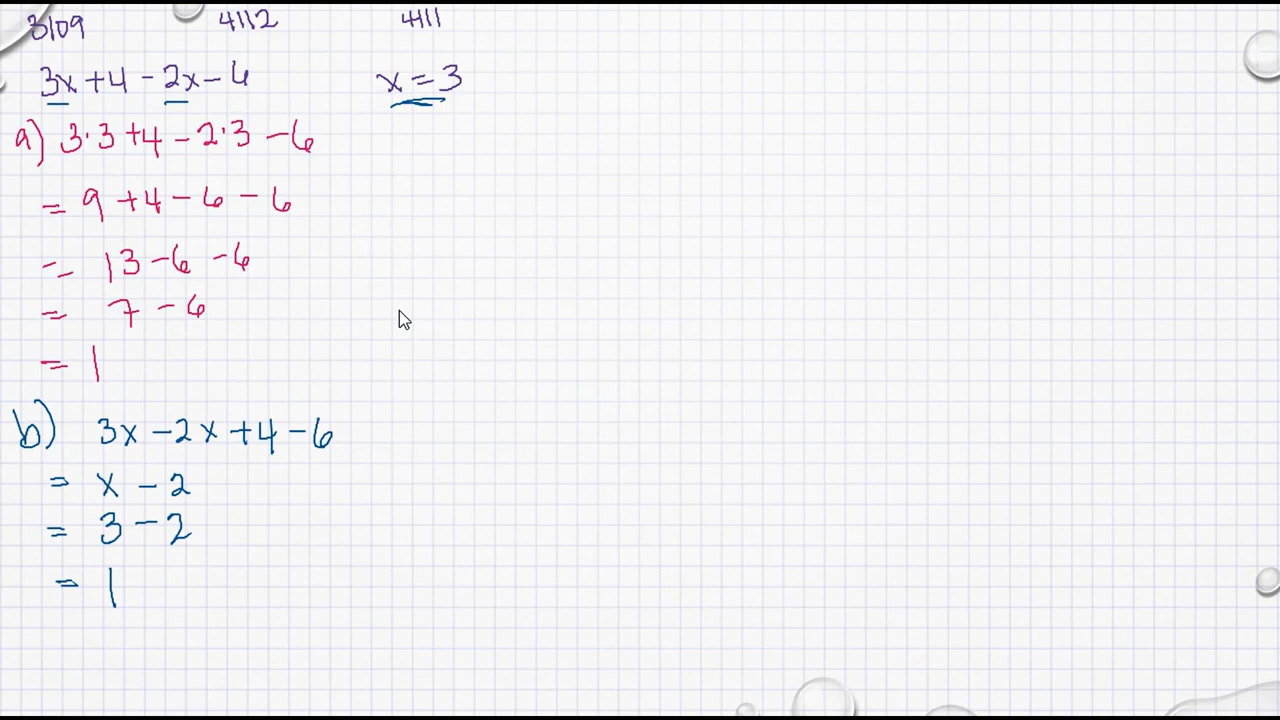 3109 4112 4111
3x + 4 - 2x - 6 x = 3
a) 3·3 + 4 - 2·3 - 6
= 9 + 4 - 6 - 6
= 13 - 6 - 6
= 7 - 6
= 1
b) 3x - 2x + 4 - 6
= x - 2
= 3 - 2
= 1